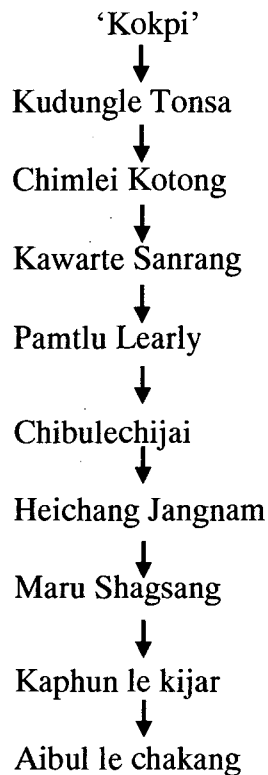 ‘Kokpi’
Kudungle Tonsa
Chimlei Kotong
Kawarte Sanrang
Pamtlu Learly
Chibulechijai
Heichang Jangnam
Maru Shagsang
Kaphun le kijar
Aibul le chakang